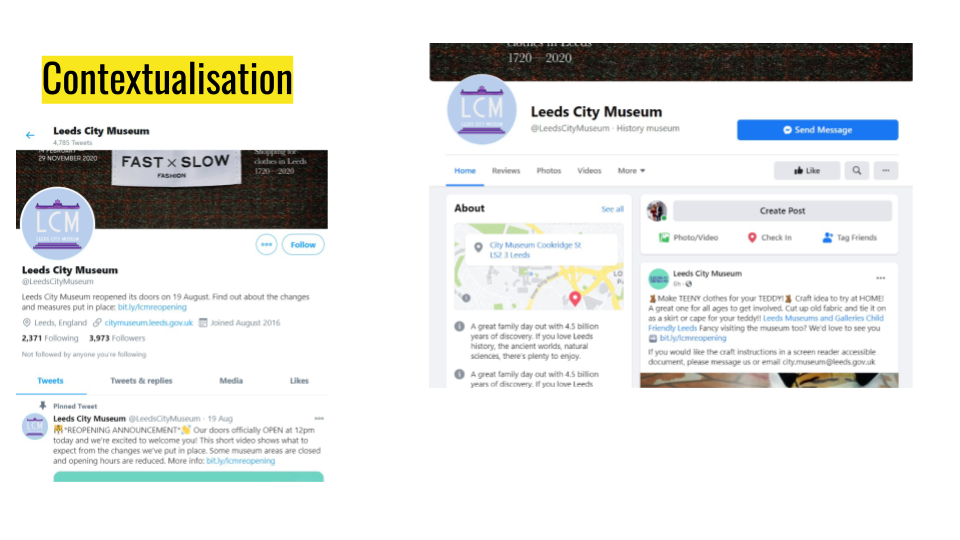 Contextualisation
Leeds City Museum
4,785 Tweets
29 NOVEMBER 2020
FAST × SLOW
FASHION
Shopping for
clothes in Leeds
1720—2020
LCM
LEEDS CITY MUSEUM
Follow
Leeds City Museum
@LeedsCityMuseum
Leeds City Museum reopened its doors on 19 August. Find out about the changes
and measures put in place: bit.ly/lcmreopening
Leeds, England citymuseum.leeds.gov.uk Joined August 2016
2,371 Following 3,973 Followers
Not followed by anyone you're following
Tweets Tweets & replies Media Likes
Pinned Tweet
Leeds City Museum @LeedsCityMuseum · 19 Aug
*REOPENING ANNOUNCEMENT* Our doors officially OPEN at 12pm
today and we're excited to welcome you! This short video shows what to
expect from the changes we've put in place. Some museum areas are closed
and opening hours are reduced. More info: bit.ly/lcmreopening
clothes in Leeds
1720—2020
LCM
LEEDS CITY MUSEUM
Leeds City Museum
@LeedsCityMuseum · History museum
Send Message
Home Reviews Photos Videos More
Like
About See all
City Museum Cookridge St
LS2 3 Leeds
A great family day out with 4.5 billion
years of discovery. If you love Leeds
history, the ancient worlds, natural
sciences, there's plenty to enjoy.
A great family day out with 4.5 billion
years of discovery. If you love Leeds
Create Post
Photo/Video Check In Tag Friends
Leeds City Museum
Make TEENY clothes for your TEDDY! Craft idea to try at HOME!
A great one for all ages to get involved. Cut up old fabric and tie it on
as a skirt or cape for your teddy!! Leeds Museums and Galleries Child
Friendly Leeds Fancy visiting the museum too? We'd love to see you
bit.ly/lcmreopening
If you would like the craft instructions in a screen reader accessible
document, please message us or email city.museum@leeds.gov.uk